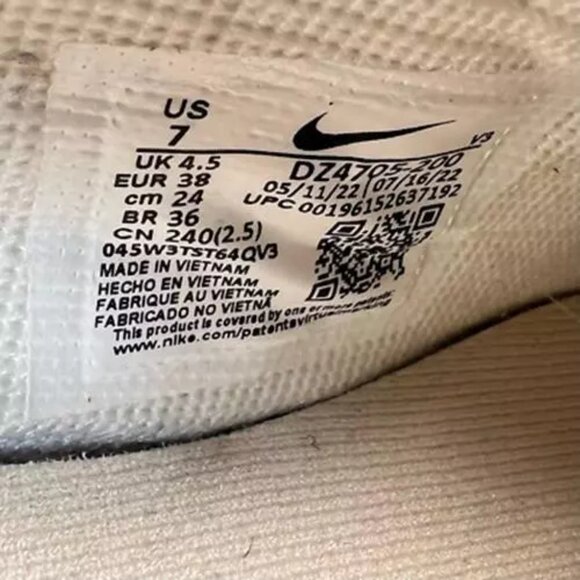 US
7
V3
UK 4.5
DZ4705-200
EUR 38
05/11/22 07/16/22
cm 24
UPC 00196152637192
BR 36
CN 240(2.5)
045W3TST64QV3
MADE IN VIETNAM
HECHO EN VIETNAM
FABRIQUE AU VIETNAM
FABRICADO NO VIETNÃ
This product is covered by one or more patents.
www.nike.com/patentsvirtualmarking